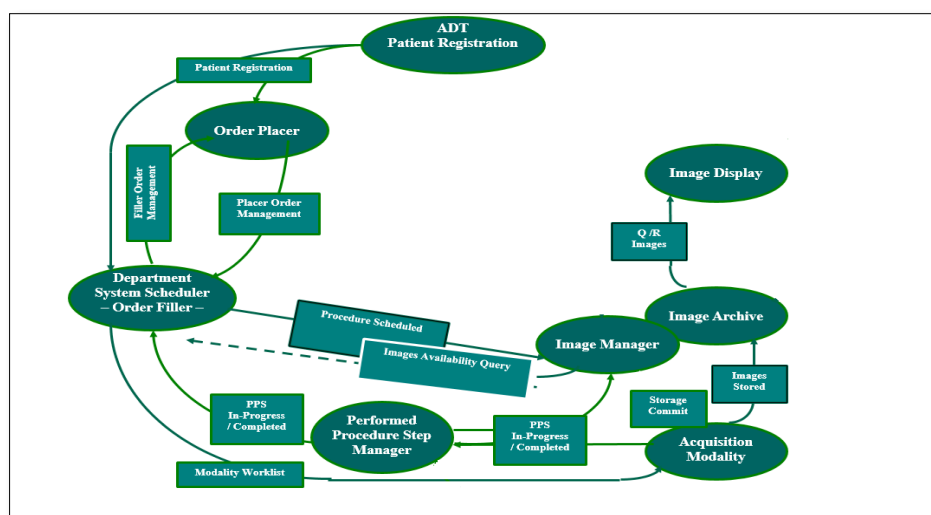 ADT
Patient Registration
Patient Registration
Order Placer
Filler Order
Management
Placer Order
Management
Image Display
Q /R
Images
Department
System Scheduler
– Order Filler –
Procedure Scheduled
Images Availability Query
Image Manager
Image Archive
Images
Stored
Storage
Commit
PPS
In-Progress
/ Completed
Performed
Procedure Step
Manager
PPS
In-Progress
/ Completed
Acquisition
Modality
Modality Worklist